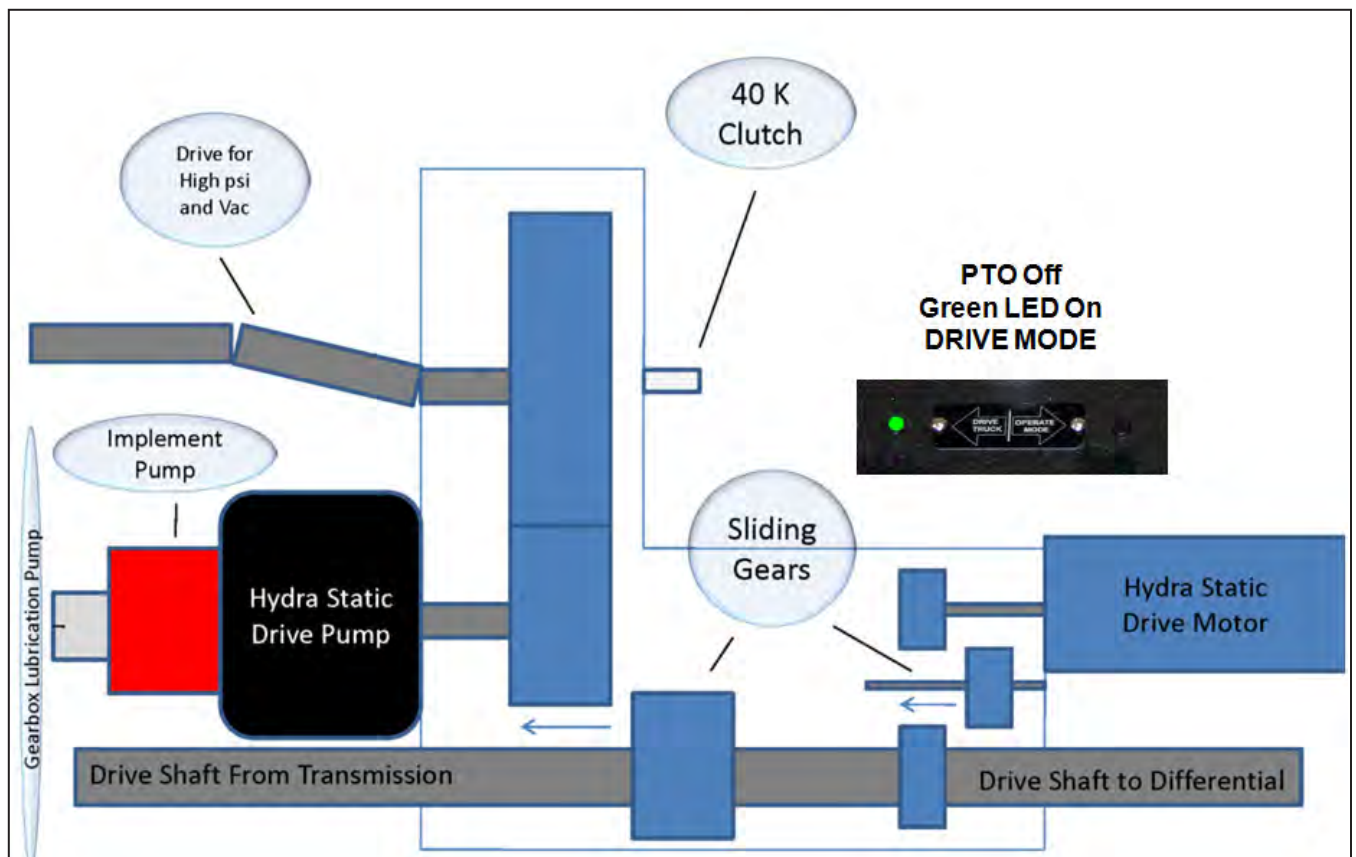 40 K
Clutch
Drive for
High psi
and Vac
PTO Off
Green LED On
DRIVE MODE
DRIVE
TRUCK
OPERATE
MODE
Implement
Pump
Sliding
Gears
Gearbox Lubrication Pump
Hydra Static
Drive Pump
Hydra Static
Drive Motor
Drive Shaft From Transmission
Drive Shaft to Differential